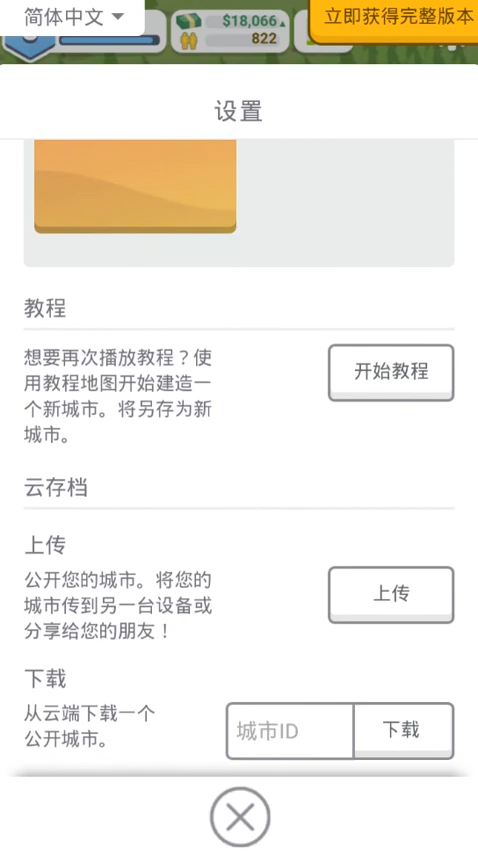 简体中文
$18,066
822
立即获得完整版本
设置
教程
想要再次播放教程？使
用教程地图开始建造一
个新城市。将另存为新
城市。
开始教程
云存档
上传
公开您的城市。将您的
城市传到另一台设备或
分享给您的朋友！
上传
下载
从云端下载一个
公开城市。
城市ID
下载